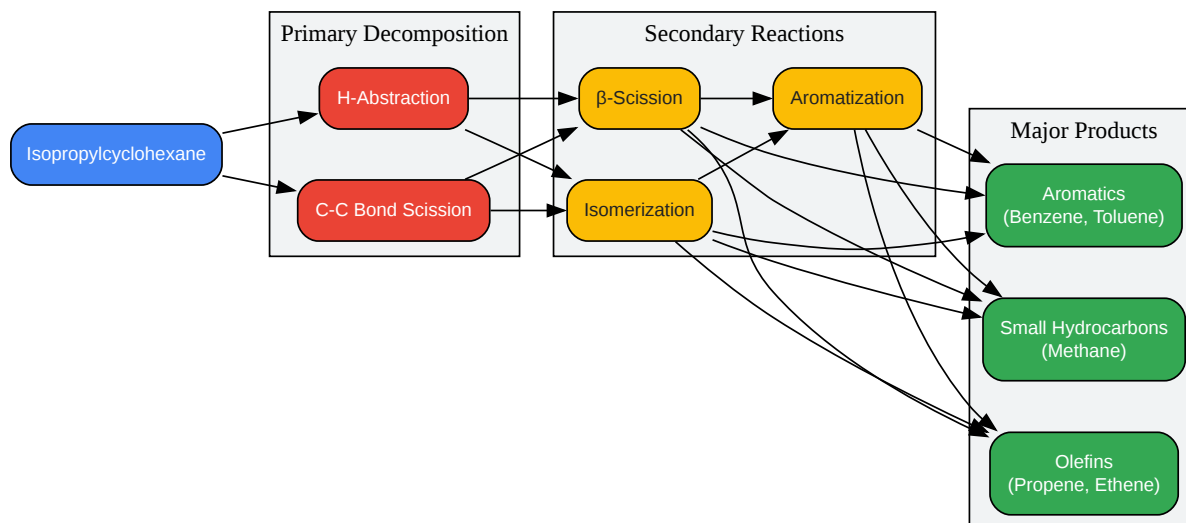 Primary Decomposition
Secondary Reactions
H-Abstraction
β-Scission
Aromatization
Major Products
Isopropylcyclohexane
Aromatics
(Benzene, Toluene)
C-C Bond Scission
Isomerization
Small Hydrocarbons
(Methane)
Olefins
(Propene, Ethene)